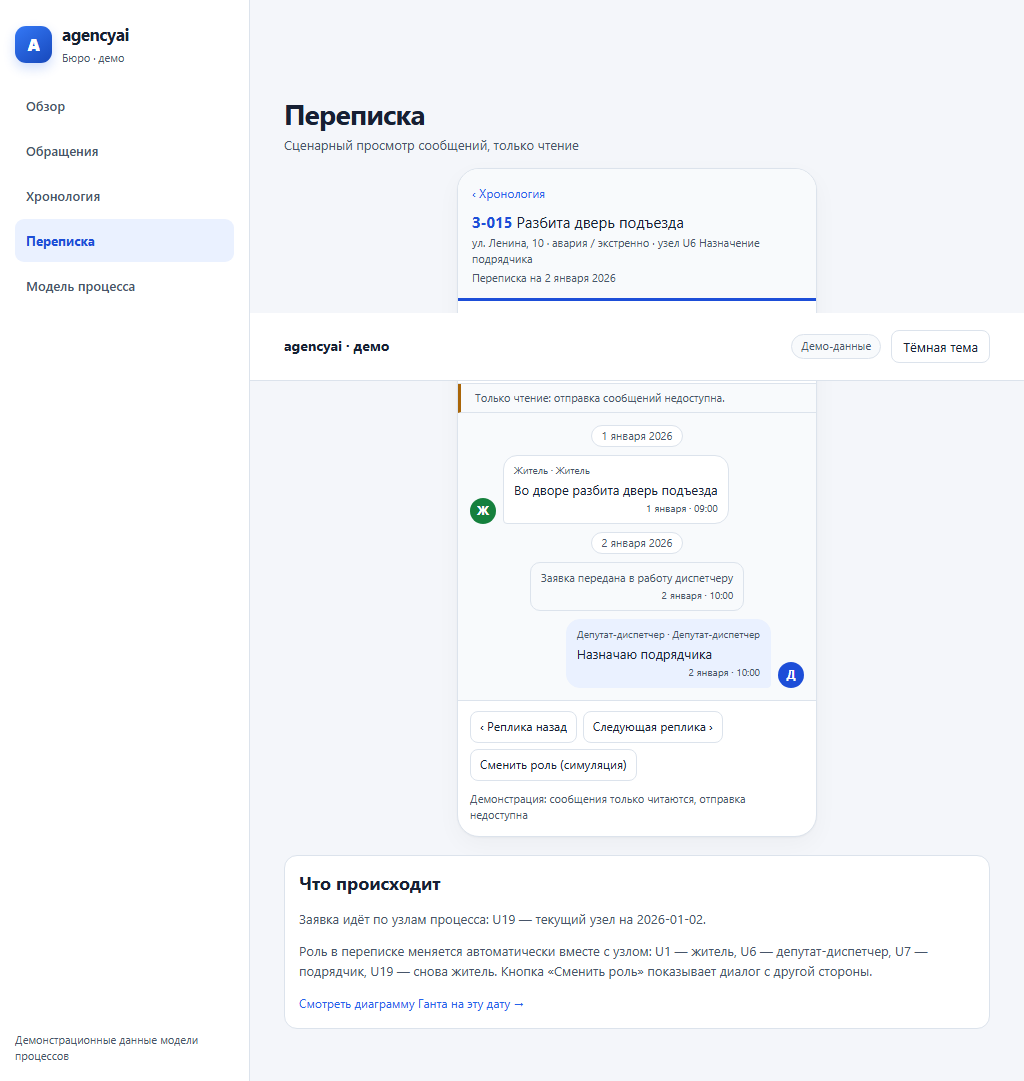 A
agencyai
Бюро · демо
Обзор
Обращения
Хронология
Переписка
Модель процесса
Демонстрационные данные модели
процессов
Переписка
Сценарный просмотр сообщений, только чтение
‹ Хронология
З-015 Разбита дверь подъезда
ул. Ленина, 10 · авария / экстренно · узел U6 Назначение
подрядчика
Переписка на 2 января 2026
agencyai · демо
Демо-данные
Тёмная тема
Только чтение: отправка сообщений недоступна.
1 января 2026
Житель · Житель
Во дворе разбита дверь подъезда
1 января · 09:00
Ж
2 января 2026
Заявка передана в работу диспетчеру
2 января · 10:00
Депутат-диспетчер · Депутат-диспетчер
Назначаю подрядчика
2 января · 10:00
Д
‹ Реплика назад
Следующая реплика ›
Сменить роль (симуляция)
Демонстрация: сообщения только читаются, отправка
недоступна
Что происходит
Заявка идёт по узлам процесса: U19 — текущий узел на 2026-01-02.
Роль в переписке меняется автоматически вместе с узлом: U1 — житель, U6 — депутат-диспетчер, U7 —
подрядчик, U19 — снова житель. Кнопка «Сменить роль» показывает диалог с другой стороны.
Смотреть диаграмму Ганта на эту дату →